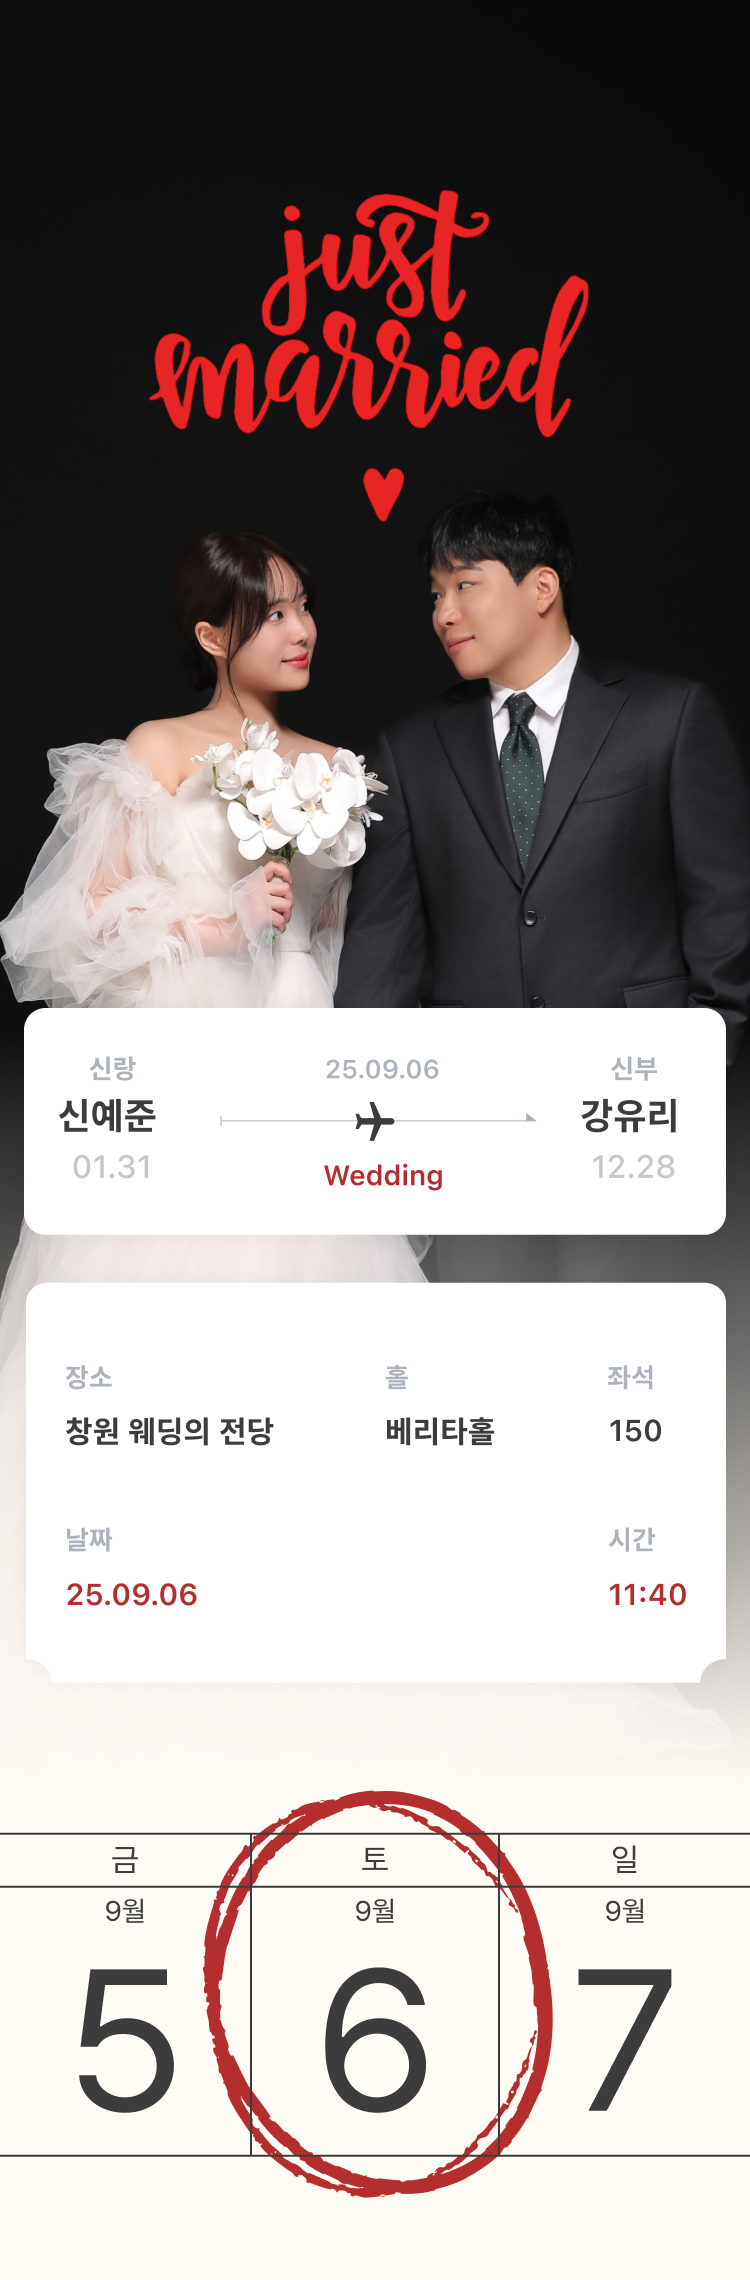 just
married
신랑 25.09.06 신부
신예준 강유리
01.31 Wedding 12.28
장소 홀 좌석
창원 웨딩의 전당 베리타홀 150
날짜 시간
25.09.06 11:40
금 토 일
9월 9월 9월
5 6 7